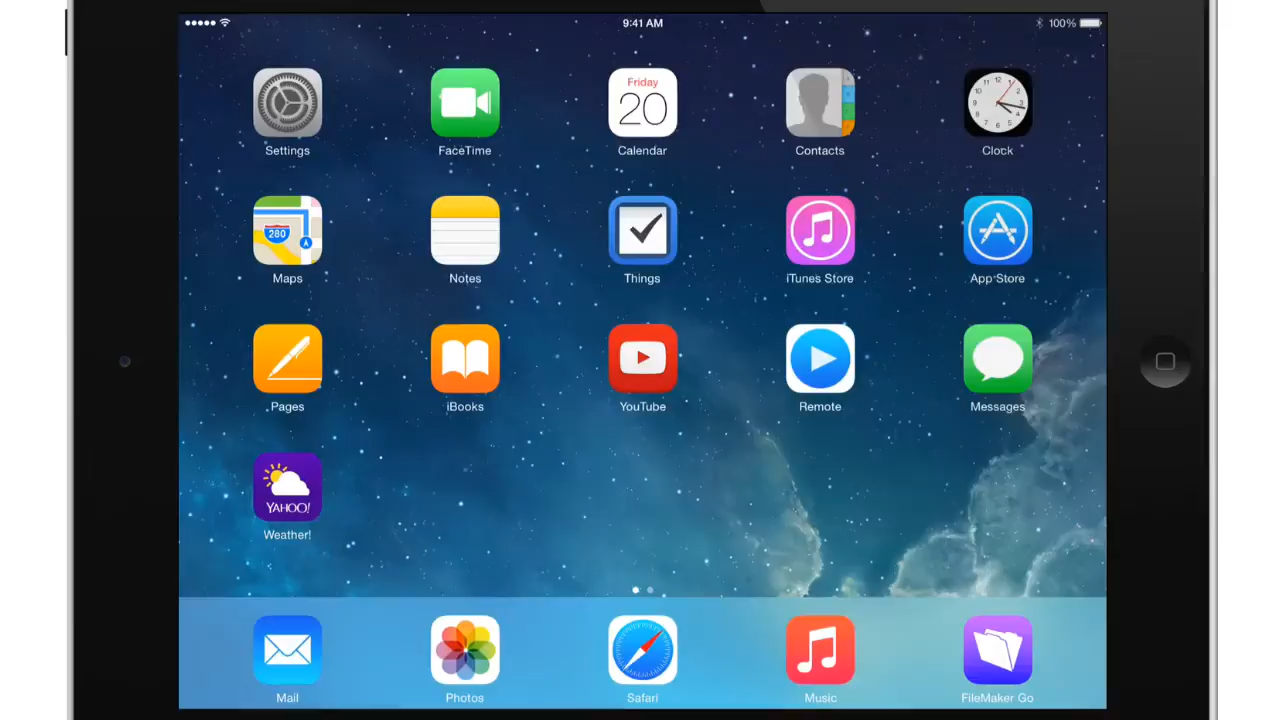 9:41 AM
100%
Friday
20
Settings
FaceTime
Calendar
Contacts
Clock
280
Maps
Notes
Things
iTunes Store
App Store
Pages
iBooks
YouTube
Remote
Messages
YAHOO!
Weather!
Mail
Photos
Safari
Music
FileMaker Go